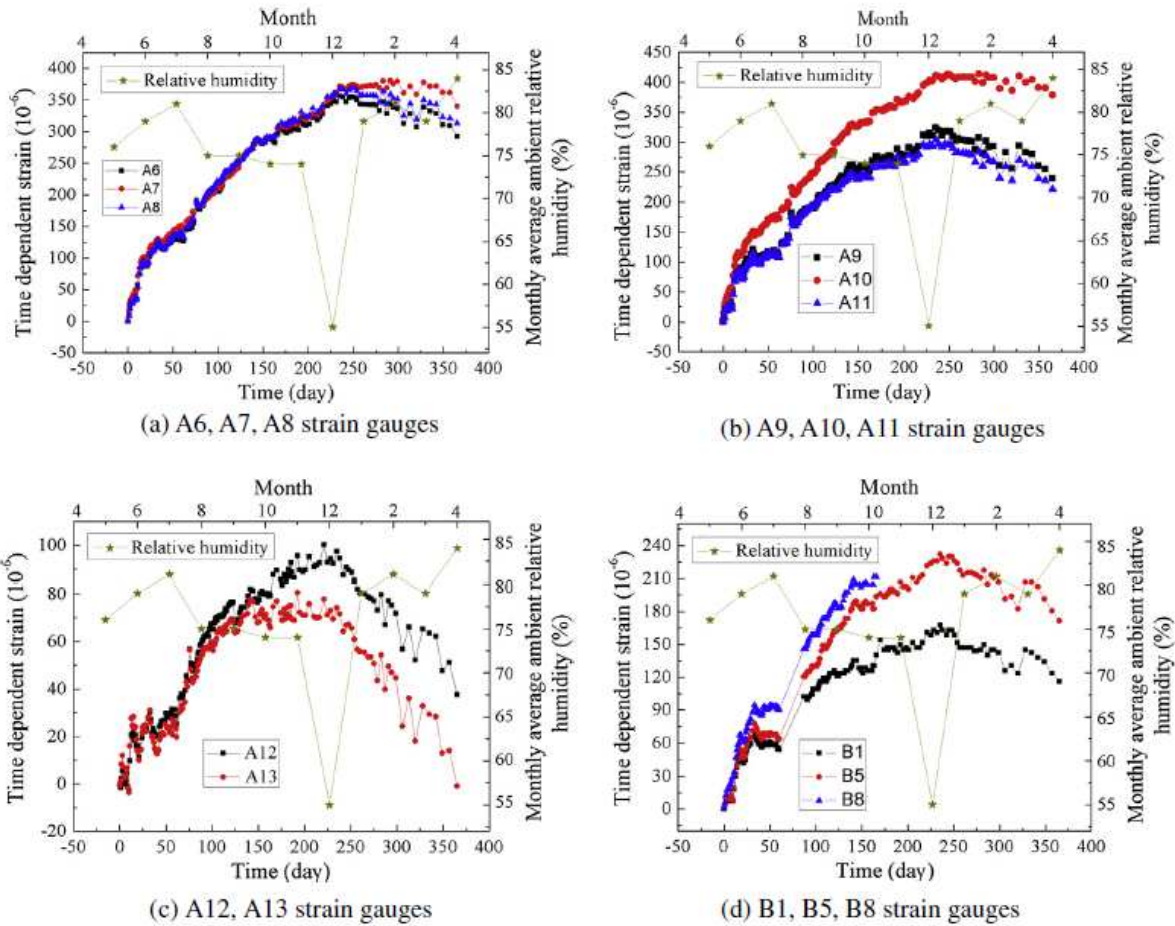 Month
4 6 8 10 12 2 4
Relative humidity
400
350
300
250
200
150
100
50
0
-50
Time dependent strain (10⁻⁶)
A6
A7
A8
85
80
75
70
65
60
55
Monthly average ambient relative
humidity (%)
-50 0 50 100 150 200 250 300 350 400
Time (day)
(a) A6, A7, A8 strain gauges
Month
4 6 8 10 12 2 4
Relative humidity
450
400
350
300
250
200
150
100
50
0
-50
Time dependent strain (10⁻⁶)
A9
A10
A11
85
80
75
70
65
60
55
Monthly average ambient relative
humidity (%)
-50 0 50 100 150 200 250 300 350 400
Time (day)
(b) A9, A10, A11 strain gauges
Month
4 6 8 10 12 2 4
Relative humidity
100
80
60
40
20
0
-20
Time dependent strain (10⁻⁶)
A12
A13
85
80
75
70
65
60
55
Monthly average ambient relative
humidity (%)
-50 0 50 100 150 200 250 300 350 400
Time (day)
(c) A12, A13 strain gauges
Month
4 6 8 10 12 2 4
Relative humidity
240
210
180
150
120
90
60
30
0
Time dependent strain (10⁻⁶)
B1
B5
B8
85
80
75
70
65
60
55
Monthly average ambient relative
humidity (%)
-50 0 50 100 150 200 250 300 350 400
Time (day)
(d) B1, B5, B8 strain gauges